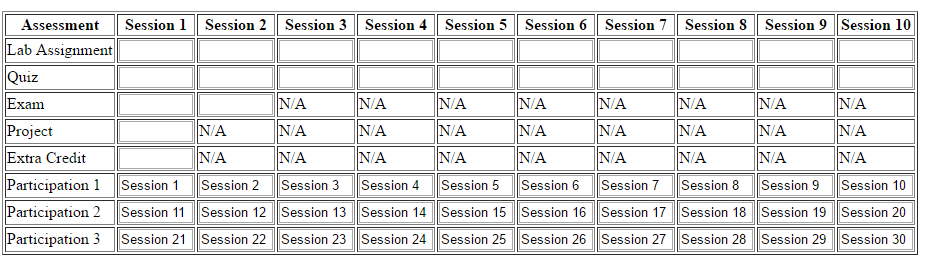 Assessment Session 1 Session 2 Session 3 Session 4 Session 5 Session 6 Session 7 Session 8 Session 9 Session 10
Lab Assignment
Quiz
Exam N/A N/A N/A N/A N/A N/A N/A N/A
Project N/A N/A N/A N/A N/A N/A N/A N/A N/A
Extra Credit N/A N/A N/A N/A N/A N/A N/A N/A N/A
Participation 1 Session 1 Session 2 Session 3 Session 4 Session 5 Session 6 Session 7 Session 8 Session 9 Session 10
Participation 2 Session 11 Session 12 Session 13 Session 14 Session 15 Session 16 Session 17 Session 18 Session 19 Session 20
Participation 3 Session 21 Session 22 Session 23 Session 24 Session 25 Session 26 Session 27 Session 28 Session 29 Session 30